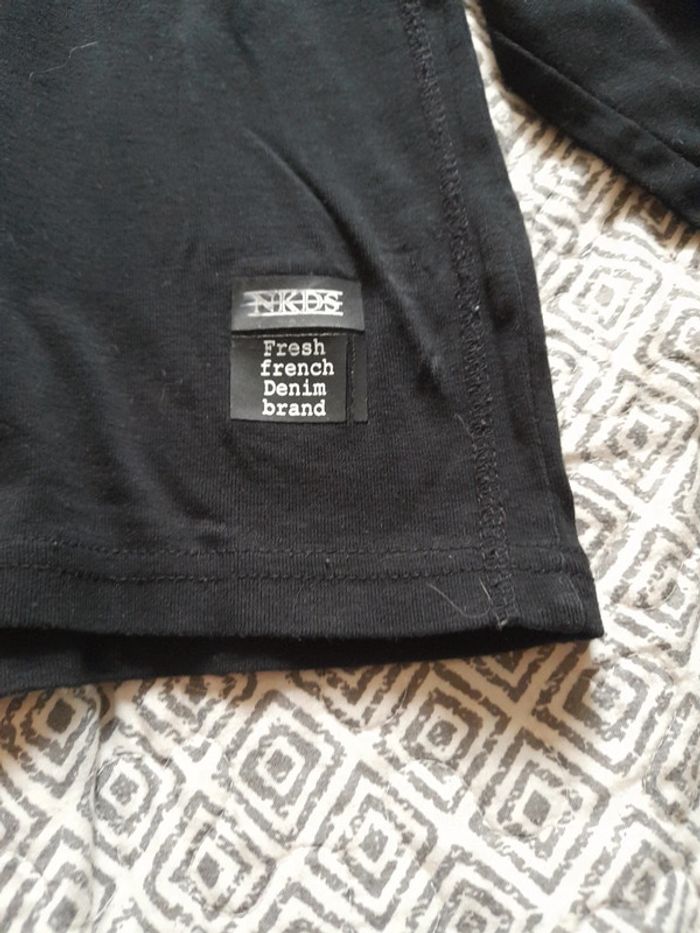 NKDS
Fresh
french
Denim
brand